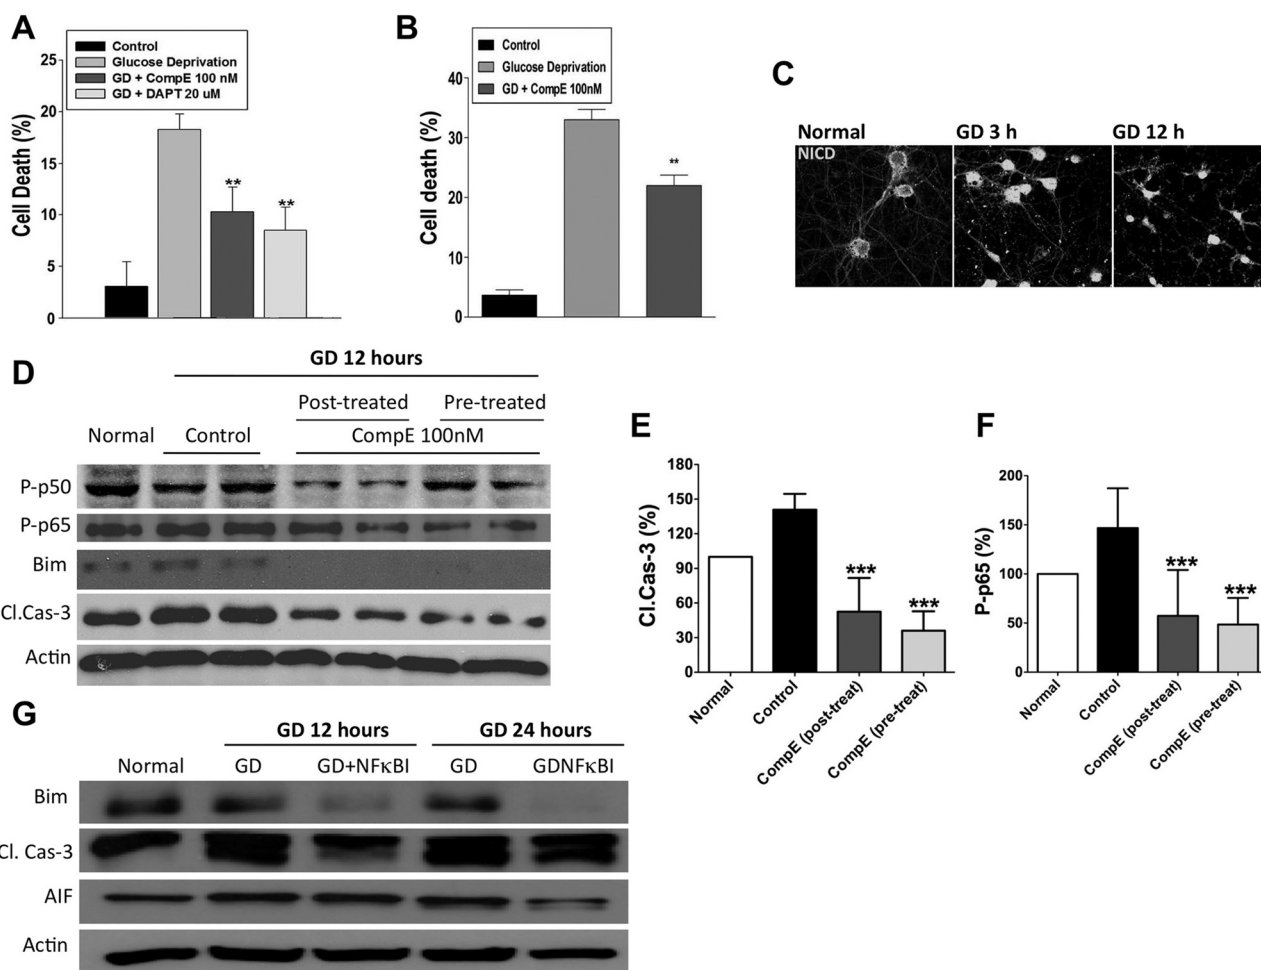 A
Control
Glucose Deprivation
GD + CompE 100 nM
GD + DAPT 20 uM
25
20
15
10
5
0
Cell Death (%)
**
**
B
Control
Glucose Deprivation
GD + CompE 100nM
40
30
20
10
0
Cell death (%)
**
C
Normal GD 3 h GD 12 h
NICD
D
GD 12 hours
Post-treated Pre-treated
Normal Control CompE 100nM
P-p50
P-p65
Bim
Cl.Cas-3
Actin
E
180
150
120
90
60
30
0
Cl.Cas-3 (%)
***
***
Normal
Control
CompE (post-treat)
CompE (pre-treat)
F
200
150
100
50
0
P-p65 (%)
***
***
Normal
Control
CompE (post-treat)
CompE (pre-treat)
G
GD 12 hours GD 24 hours
Normal GD GD+NFκBI GD GDNFκBI
Bim
Cl. Cas-3
AIF
Actin